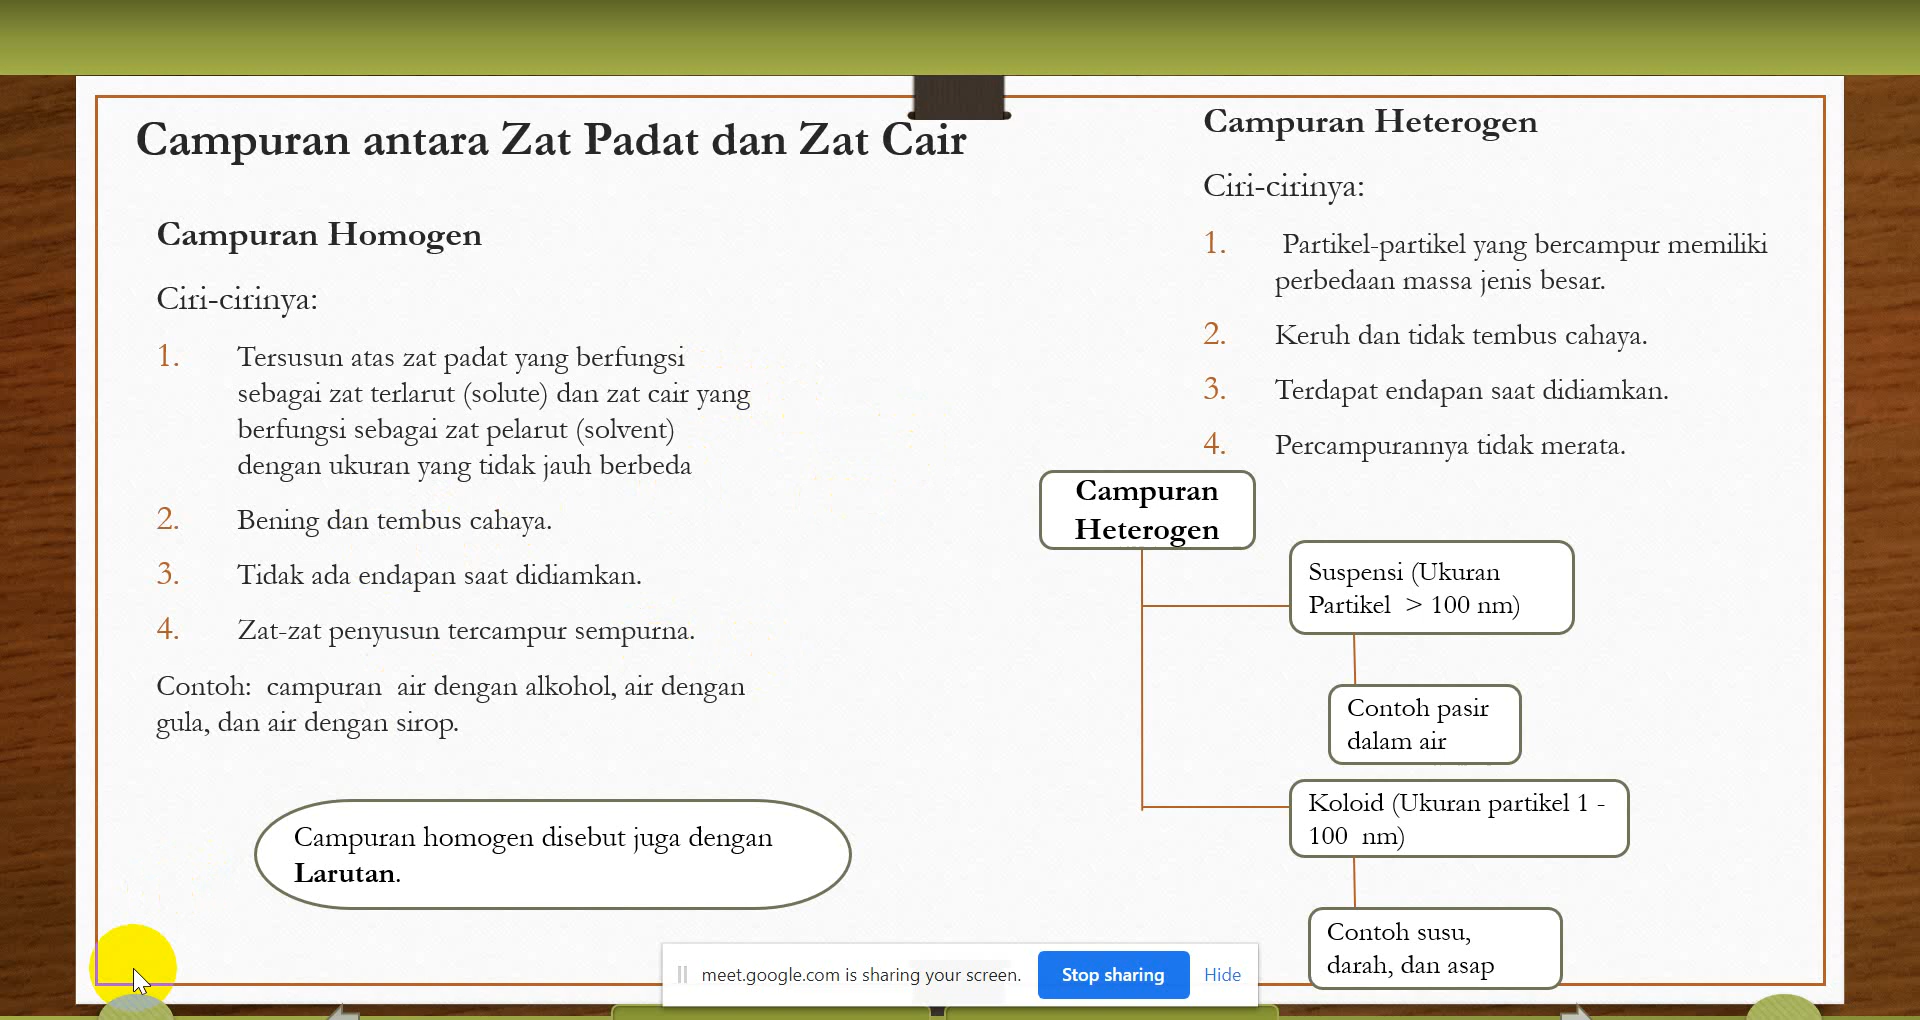 Campuran antara Zat Padat dan Zat Cair
Campuran Homogen
Ciri-cirinya:
1. Tersusun atas zat padat yang berfungsi
sebagai zat terlarut (solute) dan zat cair yang
berfungsi sebagai zat pelarut (solvent)
dengan ukuran yang tidak jauh berbeda
2. Bening dan tembus cahaya.
3. Tidak ada endapan saat didiamkan.
4. Zat-zat penyusun tercampur sempurna.
Contoh: campuran air dengan alkohol, air dengan
gula, dan air dengan sirop.
Campuran homogen disebut juga dengan
Larutan.
Campuran Heterogen
Ciri-cirinya:
1. Partikel-partikel yang bercampur memiliki
perbedaan massa jenis besar.
2. Keruh dan tidak tembus cahaya.
3. Terdapat endapan saat didiamkan.
4. Percampurannya tidak merata.
Campuran
Heterogen
Suspensi (Ukuran
Partikel > 100 nm)
Contoh pasir
dalam air
Koloid (Ukuran partikel 1 -
100 nm)
Contoh susu,
darah, dan asap
meet.google.com is sharing your screen. Stop sharing Hide